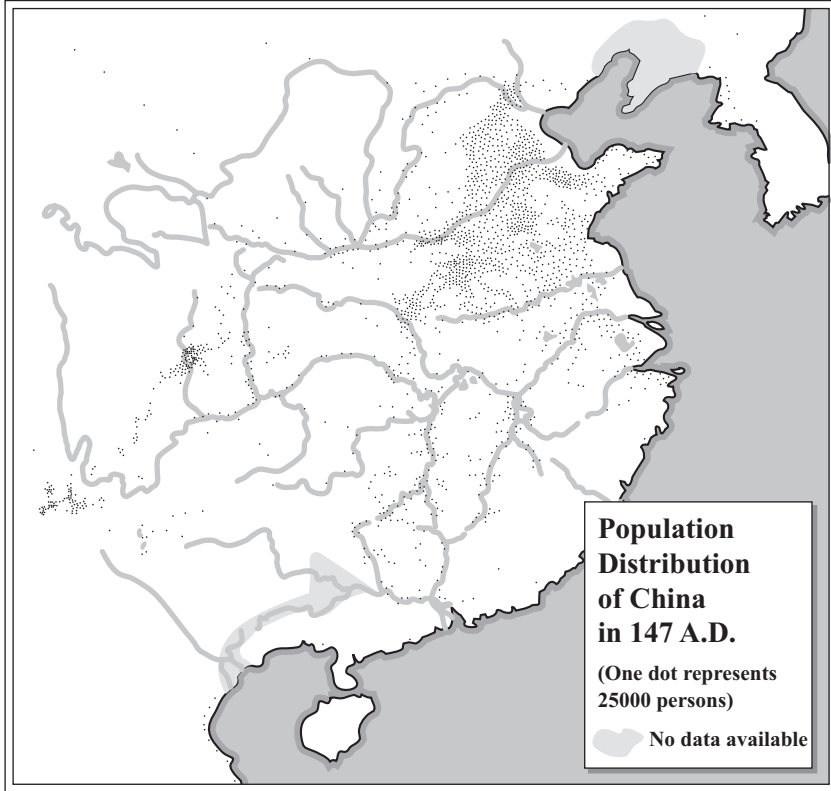 Population
Distribution
of China
in 147 A.D.
(One dot represents
25000 persons)
No data available